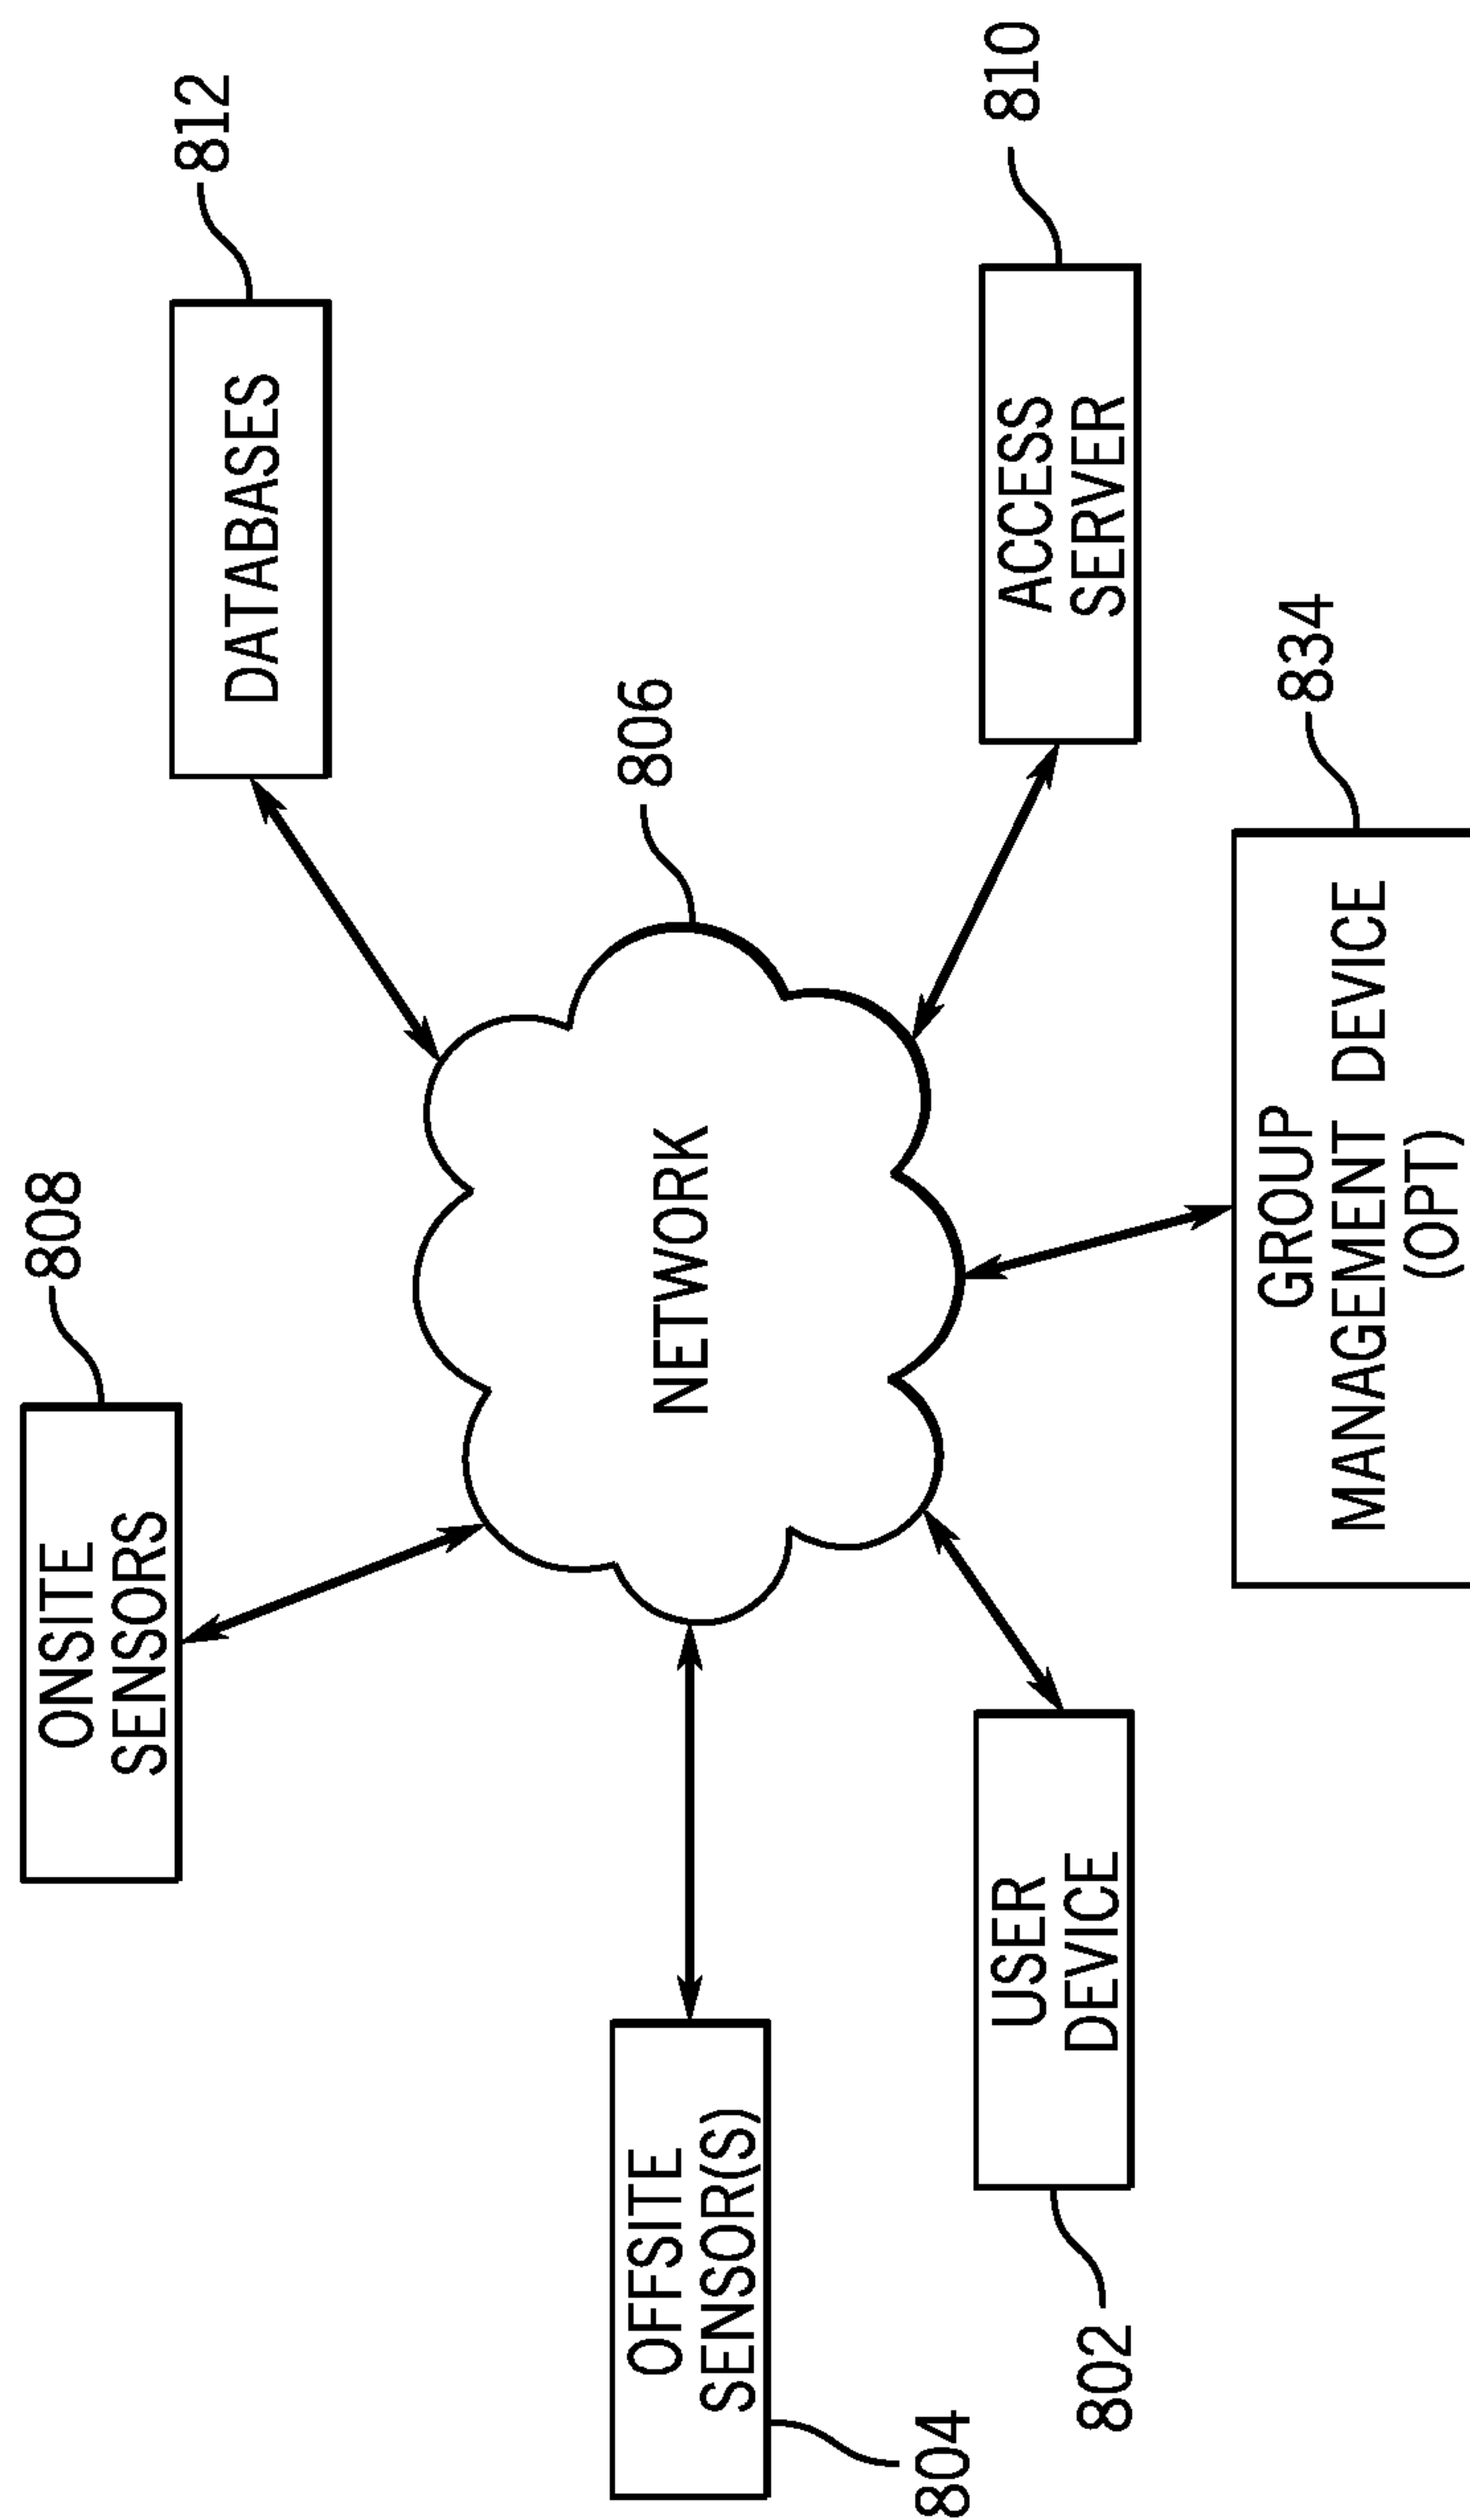 808
ONSITE
SENSORS
812
DATABASES
806
NETWORK
OFFSITE
SENSOR(S)
804
810
ACCESS
SERVER
USER
DEVICE
802
834
GROUP
MANAGEMENT DEVICE
(OPT)